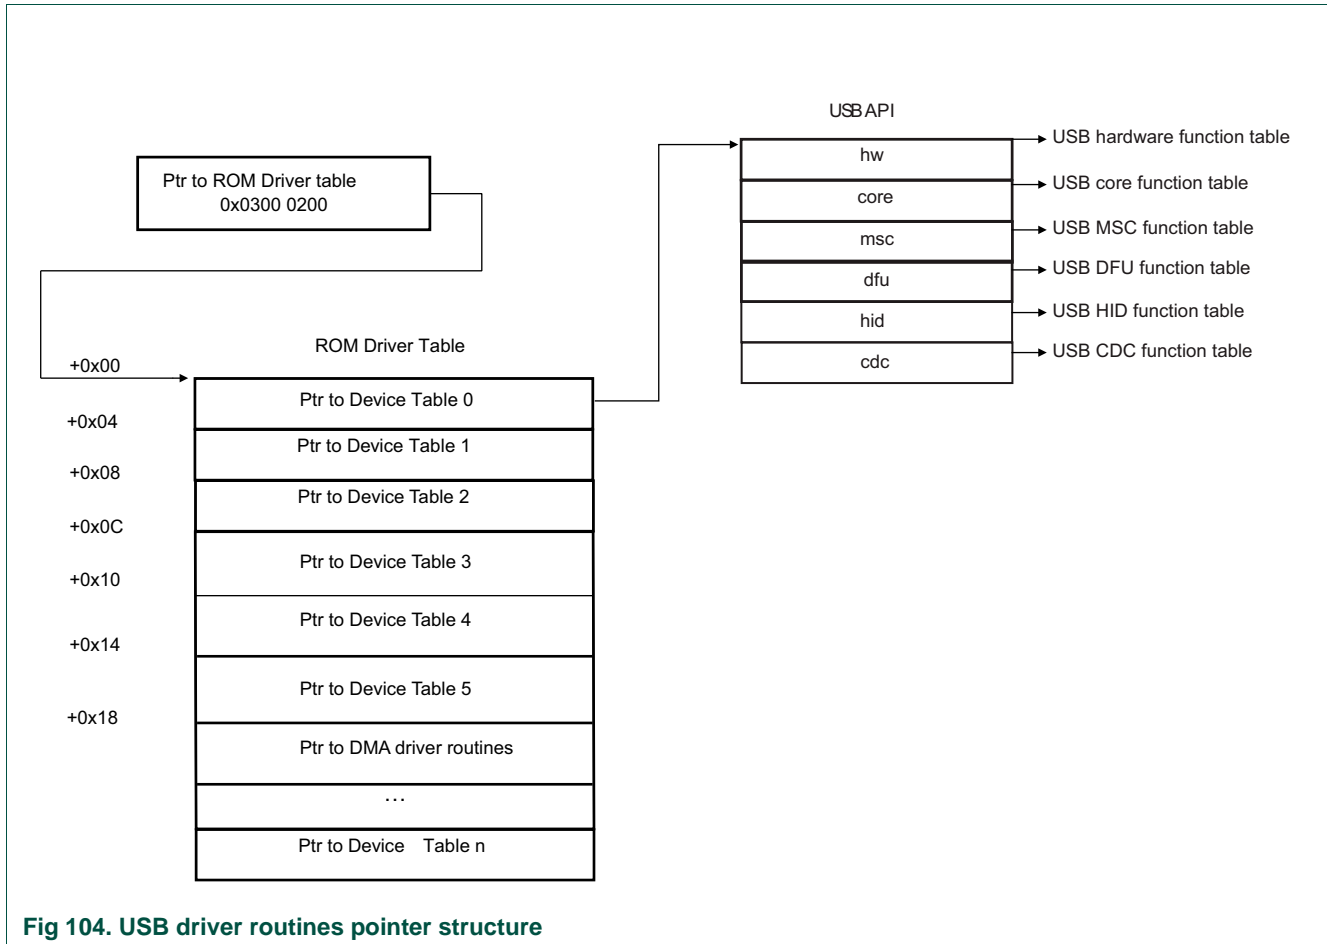 USB API
hw
core
msc
dfu
hid
cdc
USB hardware function table
USB core function table
USB MSC function table
USB DFU function table
USB HID function table
USB CDC function table
Ptr to ROM Driver table
0x0300 0200
ROM Driver Table
+0x00
+0x04
+0x08
+0x0C
+0x10
+0x14
+0x18
Ptr to Device Table 0
Ptr to Device Table 1
Ptr to Device Table 2
Ptr to Device Table 3
Ptr to Device Table 4
Ptr to Device Table 5
Ptr to DMA driver routines
...
Ptr to Device Table n
Fig 104. USB driver routines pointer structure